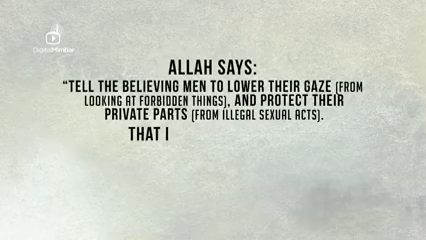 DigitalMimbar
ALLAH SAYS:
"TELL THE BELIEVING MEN TO LOWER THEIR GAZE (FROM
LOOKING AT FORBIDDEN THINGS), AND PROTECT THEIR
PRIVATE PARTS (FROM ILLEGAL SEXUAL ACTS).
THAT I